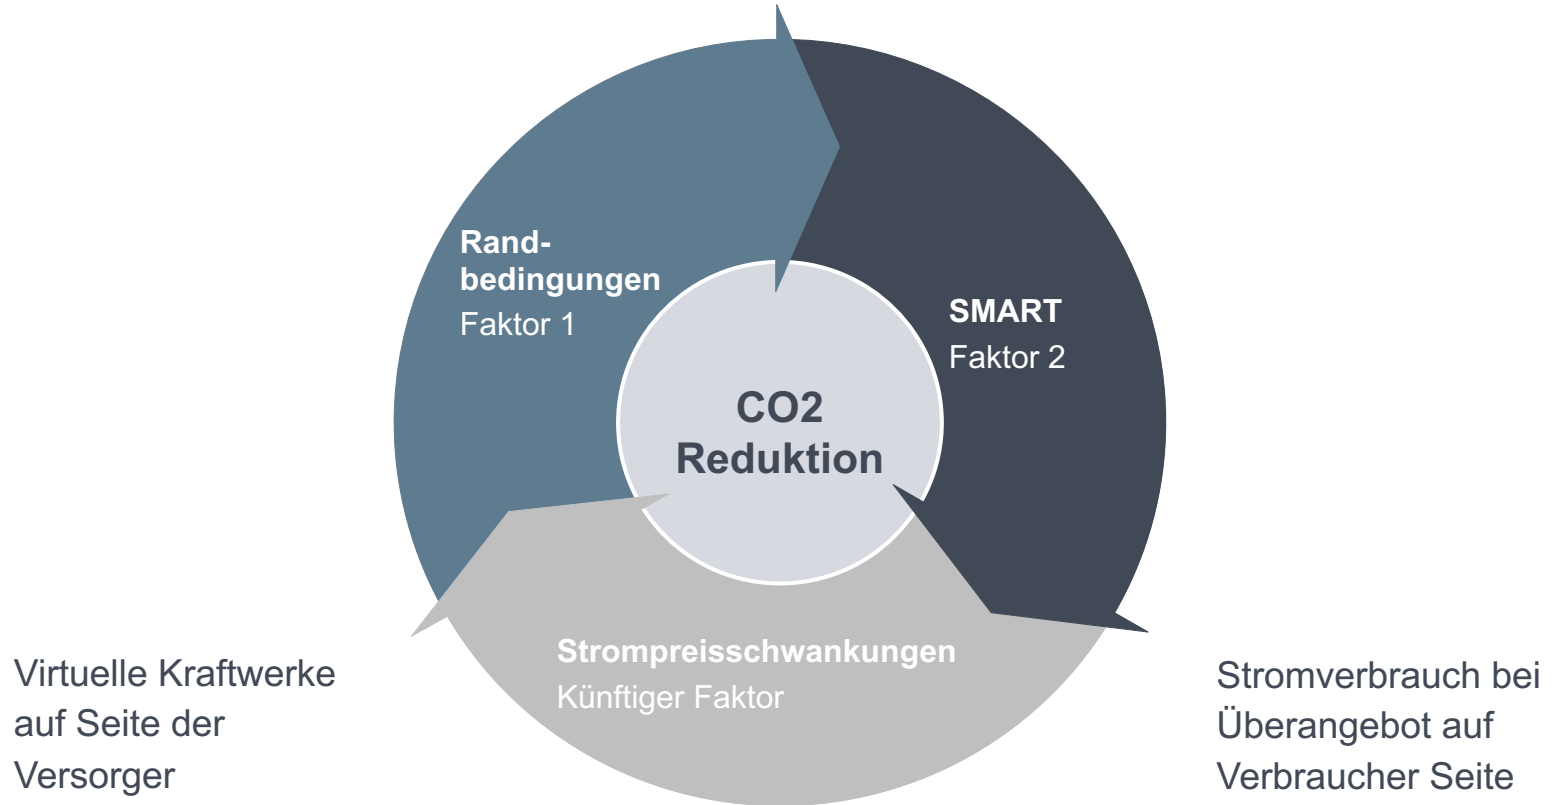 Rand-
bedingungen
Faktor 1
SMART
Faktor 2
CO2
Reduktion
Strompreisschwankungen
Künftiger Faktor
Virtuelle Kraftwerke
auf Seite der
Versorger
Stromverbrauch bei
Überangebot auf
Verbraucher Seite